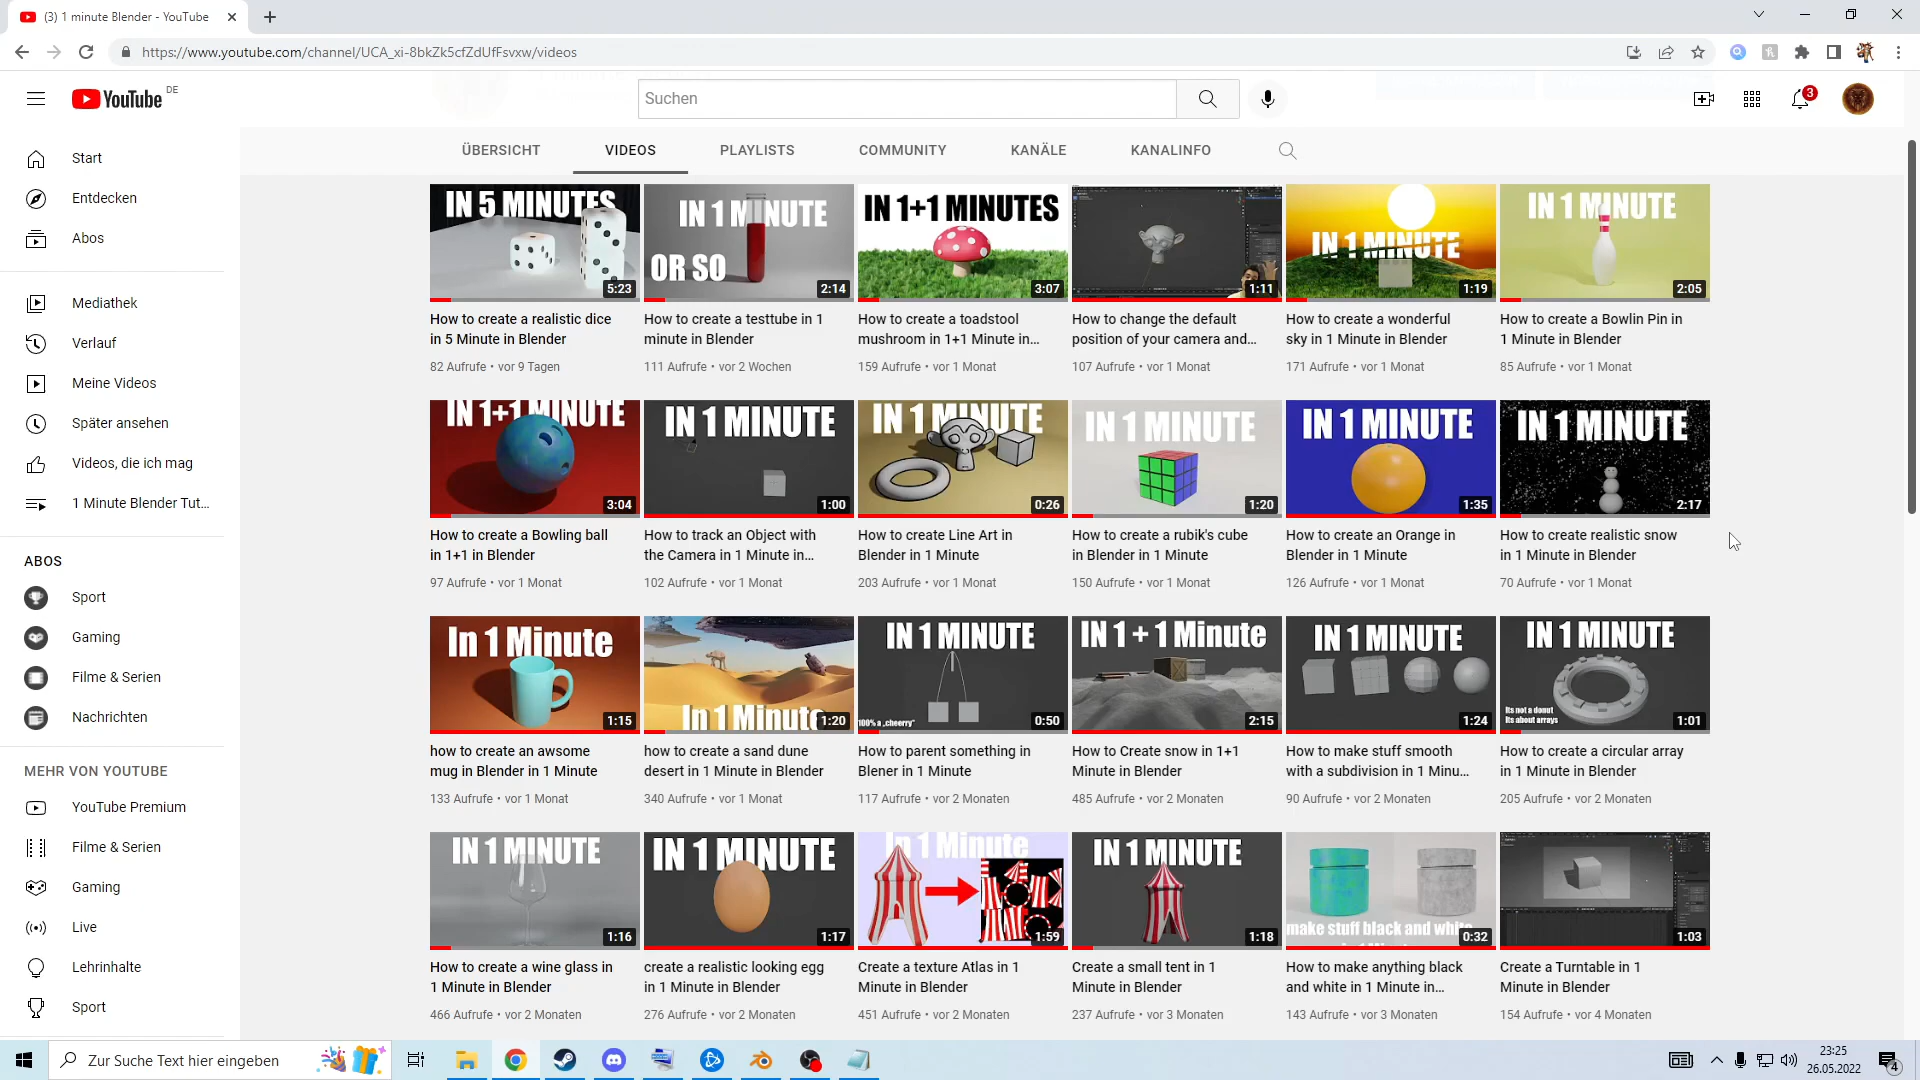 (3) 1 minute Blender - YouTube
https://www.youtube.com/channel/UCA_xi-8bkZk5cfZdUfFsvxw/videos
YouTube DE
Suchen
3
ÜBERSICHT VIDEOS PLAYLISTS COMMUNITY KANÄLE KANALINFO
Start
Entdecken
Abos
Mediathek
Verlauf
Meine Videos
Später ansehen
Videos, die ich mag
1 Minute Blender Tut...
ABOS
Sport
Gaming
Filme & Serien
Nachrichten
MEHR VON YOUTUBE
YouTube Premium
Filme & Serien
Gaming
Live
Lehrinhalte
Sport
IN 5 MINUTES
5:23
How to create a realistic dice
in 5 Minute in Blender
82 Aufrufe • vor 9 Tagen
IN 1 MINUTE
OR SO
2:14
How to create a testtube in 1
minute in Blender
111 Aufrufe • vor 2 Wochen
IN 1+1 MINUTES
3:07
How to create a toadstool
mushroom in 1+1 Minute in...
159 Aufrufe • vor 1 Monat
1:11
How to change the default
position of your camera and...
107 Aufrufe • vor 1 Monat
IN 1 MINUTE
1:19
How to create a wonderful
sky in 1 Minute in Blender
171 Aufrufe • vor 1 Monat
IN 1 MINUTE
2:05
How to create a Bowlin Pin in
1 Minute in Blender
85 Aufrufe • vor 1 Monat
IN 1+1 MINUTE
3:04
How to create a Bowling ball
in 1+1 in Blender
97 Aufrufe • vor 1 Monat
IN 1 MINUTE
1:00
How to track an Object with
the Camera in 1 Minute in...
102 Aufrufe • vor 1 Monat
IN 1 MINUTE
0:26
How to create Line Art in
Blender in 1 Minute
203 Aufrufe • vor 1 Monat
IN 1 MINUTE
1:20
How to create a rubik's cube
in Blender in 1 Minute
150 Aufrufe • vor 1 Monat
IN 1 MINUTE
1:35
How to create an Orange in
Blender in 1 Minute
126 Aufrufe • vor 1 Monat
IN 1 MINUTE
2:17
How to create realistic snow
in 1 Minute in Blender
70 Aufrufe • vor 1 Monat
In 1 Minute
1:15
how to create an awsome
mug in Blender in 1 Minute
133 Aufrufe • vor 1 Monat
In 1 Minute
1:20
how to create a sand dune
desert in 1 Minute in Blender
340 Aufrufe • vor 1 Monat
IN 1 MINUTE
100% a „cheerry"
0:50
How to parent something in
Blener in 1 Minute
117 Aufrufe • vor 2 Monaten
IN 1 + 1 Minute
2:15
How to Create snow in 1+1
Minute in Blender
485 Aufrufe • vor 2 Monaten
IN 1 MINUTE
1:24
How to make stuff smooth
with a subdivision in 1 Minu...
90 Aufrufe • vor 2 Monaten
IN 1 MINUTE
Its not a donut
Its about arrays
1:01
How to create a circular array
in 1 Minute in Blender
205 Aufrufe • vor 2 Monaten
IN 1 MINUTE
1:16
How to create a wine glass in
1 Minute in Blender
466 Aufrufe • vor 2 Monaten
IN 1 MINUTE
1:17
create a realistic looking egg
in 1 Minute in Blender
276 Aufrufe • vor 2 Monaten
In 1 Minute
1:59
Create a texture Atlas in 1
Minute in Blender
451 Aufrufe • vor 2 Monaten
IN 1 MINUTE
1:18
Create a small tent in 1
Minute in Blender
237 Aufrufe • vor 3 Monaten
make stuff black and white
0:32
How to make anything black
and white in 1 Minute in...
143 Aufrufe • vor 3 Monaten
1:03
Create a Turntable in 1
Minute in Blender
154 Aufrufe • vor 4 Monaten
Zur Suche Text hier eingeben
23:25
26.05.2022
4